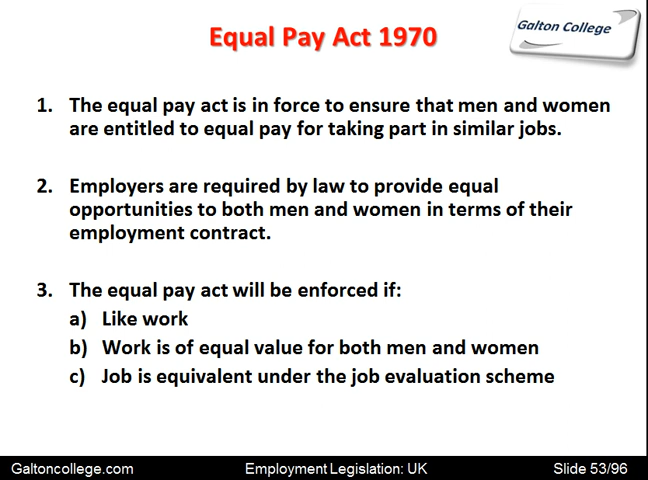 Equal Pay Act 1970
Galton College
1. The equal pay act is in force to ensure that men and women
are entitled to equal pay for taking part in similar jobs.
2. Employers are required by law to provide equal
opportunities to both men and women in terms of their
employment contract.
3. The equal pay act will be enforced if:
a) Like work
b) Work is of equal value for both men and women
c) Job is equivalent under the job evaluation scheme
Galtoncollege.com Employment Legislation: UK Slide 53/96